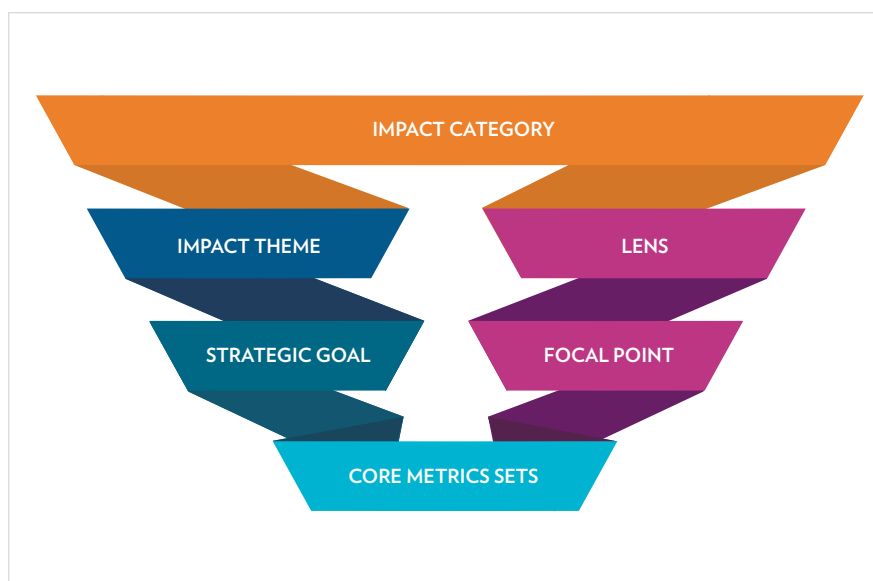 IMPACT CATEGORY
IMPACT THEME
LENS
STRATEGIC GOAL
FOCAL POINT
CORE METRICS SETS